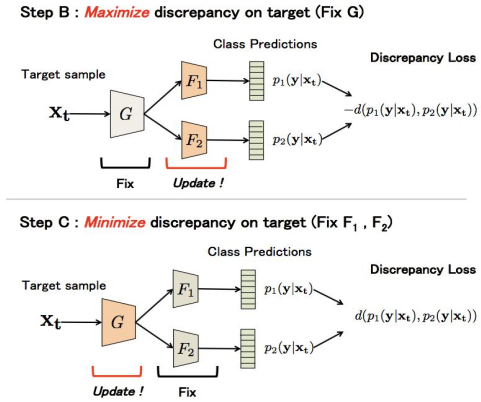 Step B : Maximize discrepancy on target (Fix G)
Class Predictions
Discrepancy Loss
Target sample
F₁
p₁(y|xₜ)
xₜ
G
−d(p₁(y|xₜ), p₂(y|xₜ))
F₂
p₂(y|xₜ)
Fix
Update !
Step C : Minimize discrepancy on target (Fix F₁ , F₂)
Class Predictions
Discrepancy Loss
Target sample
F₁
p₁(y|xₜ)
xₜ
G
d(p₁(y|xₜ), p₂(y|xₜ))
F₂
p₂(y|xₜ)
Update !
Fix